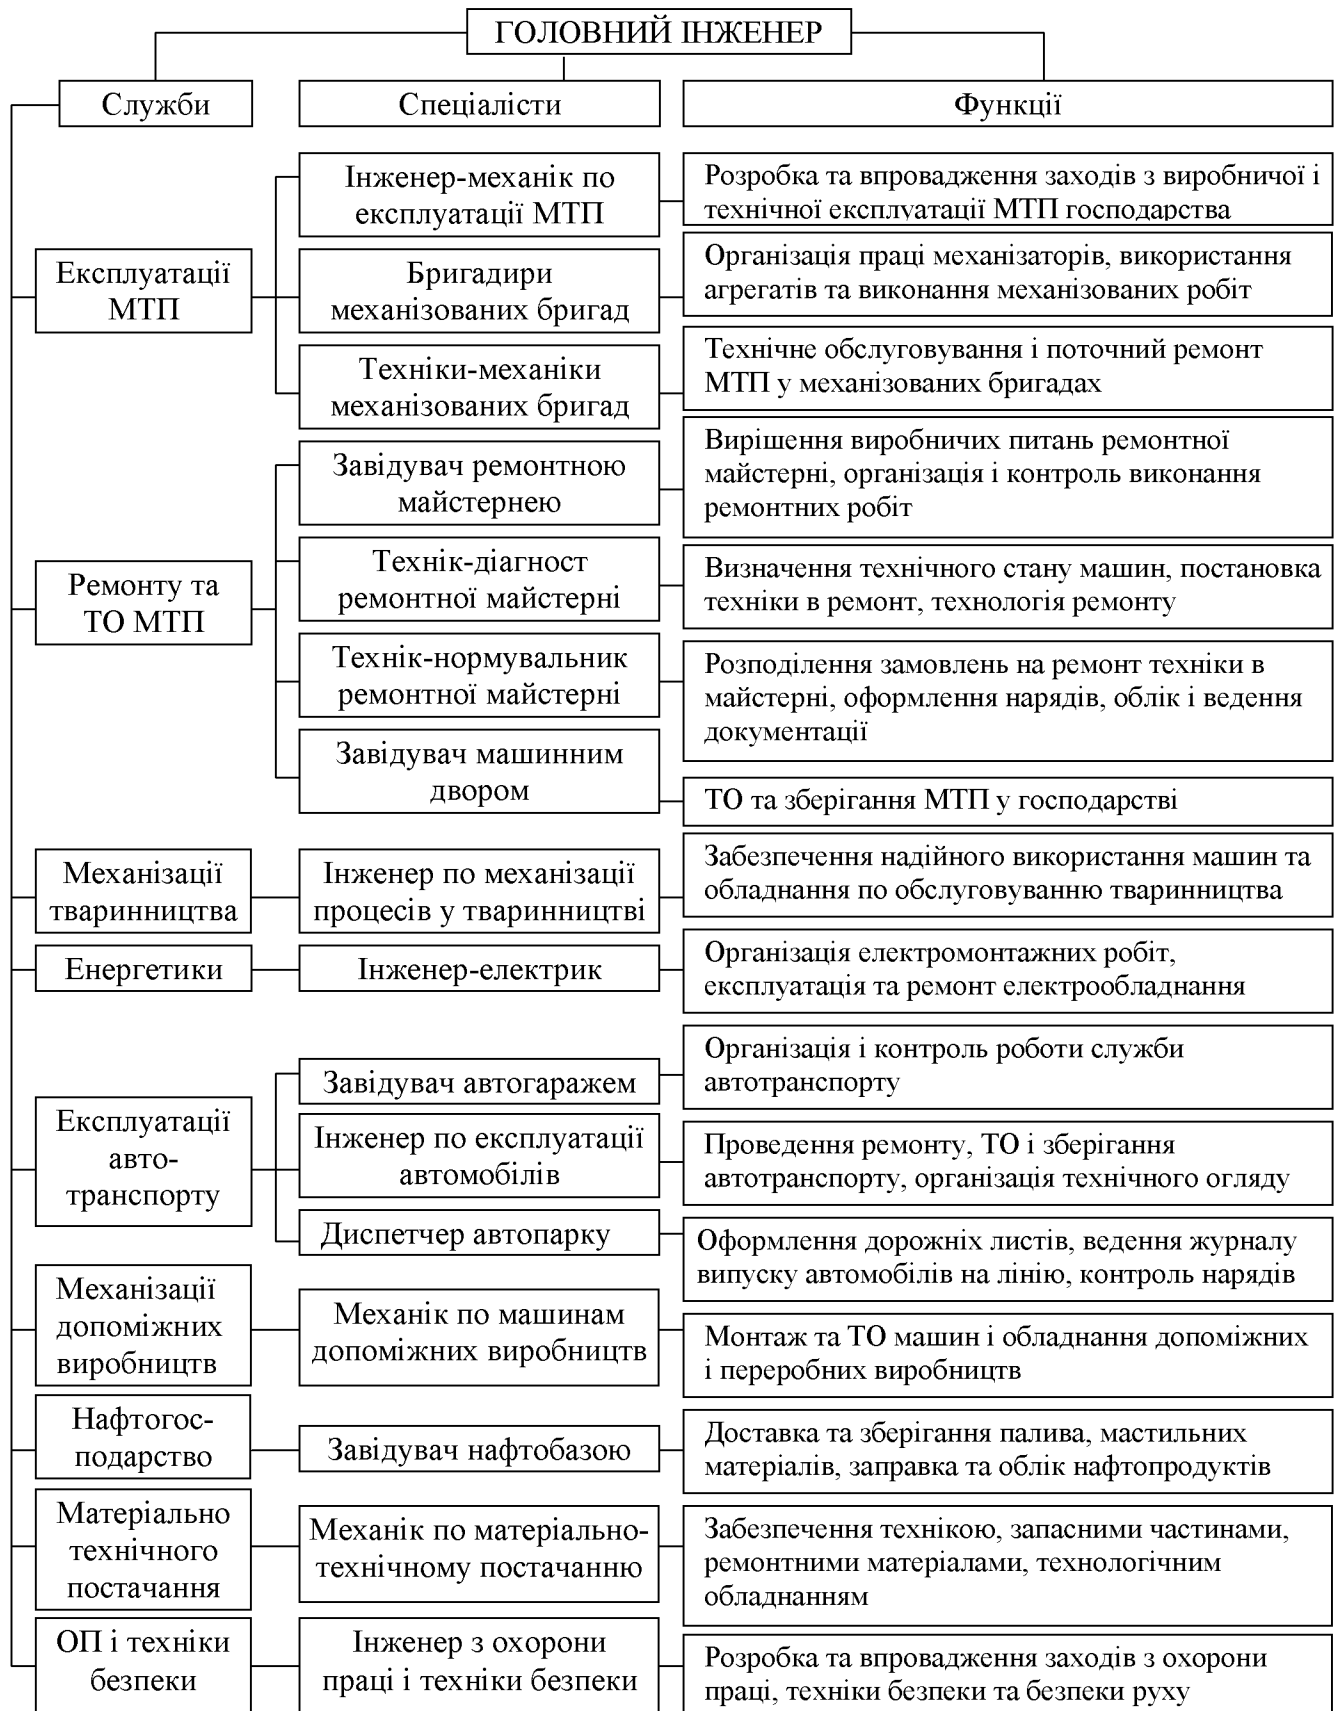 ГОЛОВНИЙ ІНЖЕНЕР
Служби
Спеціалісти
Функції
Експлуатації
МТП
Інженер-механік по
експлуатації МТП
Розробка та впровадження заходів з виробничої і
технічної експлуатації МТП господарства
Бригадири
механізованих бригад
Організація праці механізаторів, використання
агрегатів та виконання механізованих робіт
Техніки-механіки
механізованих бригад
Технічне обслуговування і поточний ремонт
МТП у механізованих бригадах
Ремонту та
ТО МТП
Завідувач ремонтною
майстернею
Вирішення виробничих питань ремонтної
майстерні, організація і контроль виконання
ремонтних робіт
Технік-діагност
ремонтної майстерні
Визначення технічного стану машин, постановка
техніки в ремонт, технологія ремонту
Технік-нормувальник
ремонтної майстерні
Розподілення замовлень на ремонт техніки в
майстерні, оформлення нарядів, облік і ведення
документації
Завідувач машинним
двором
ТО та зберігання МТП у господарстві
Механізації
тваринництва
Інженер по механізації
процесів у тваринництві
Забезпечення надійного використання машин та
обладнання по обслуговуванню тваринництва
Енергетики
Інженер-електрик
Організація електромонтажних робіт,
експлуатація та ремонт електрообладнання
Експлуатації
авто-
транспорту
Завідувач автогаражем
Організація і контроль роботи служби
автотранспорту
Інженер по експлуатації
автомобілів
Проведення ремонту, ТО і зберігання
автотранспорту, організація технічного огляду
Диспетчер автопарку
Оформлення дорожніх листів, ведення журналу
випуску автомобілів на лінію, контроль нарядів
Механізації
допоміжних
виробництв
Механік по машинам
допоміжних виробництв
Монтаж та ТО машин і обладнання допоміжних
і переробних виробництв
Нафтогос-
подарство
Завідувач нафтобазою
Доставка та зберігання палива, мастильних
матеріалів, заправка та облік нафтопродуктів
Матеріально
технічного
постачання
Механік по матеріально-
технічному постачанню
Забезпечення технікою, запасними частинами,
ремонтними матеріалами, технологічним
обладнанням
ОП і техніки
безпеки
Інженер з охорони
праці і техніки безпеки
Розробка та впровадження заходів з охорони
праці, техніки безпеки та безпеки руху